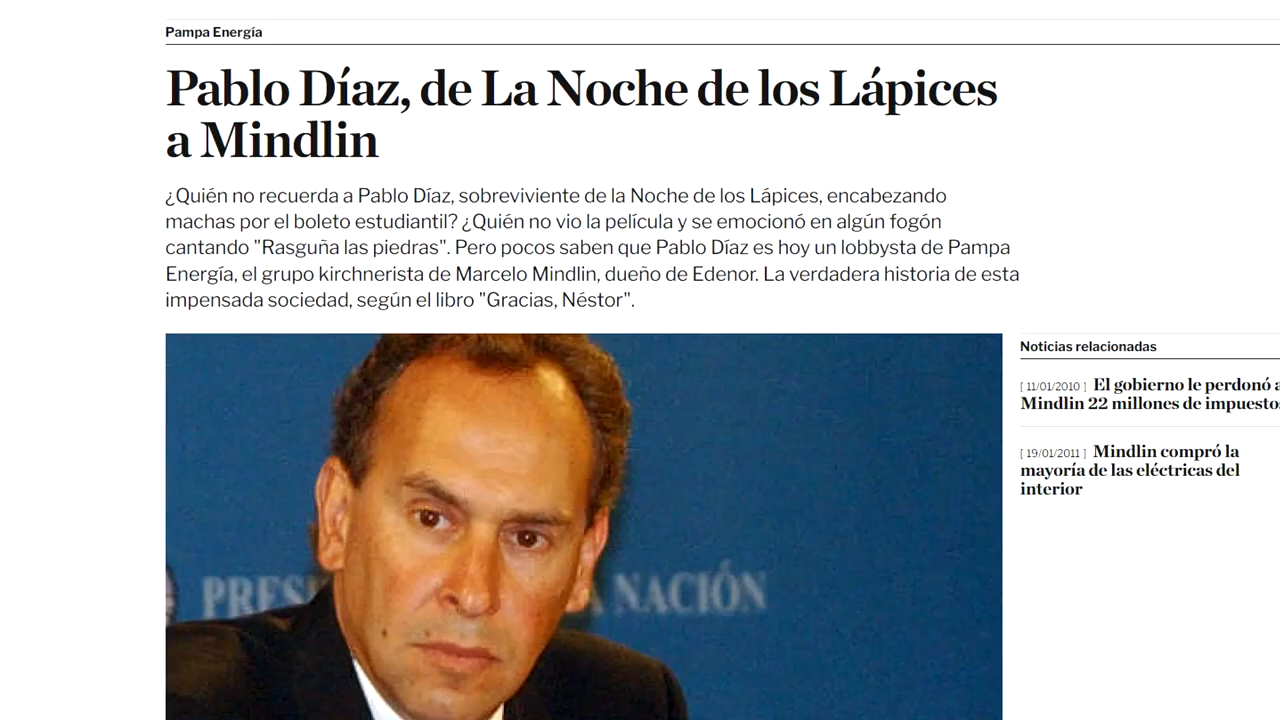 Pampa Energía
Pablo Díaz, de La Noche de los Lápices
a Mindlin
¿Quién no recuerda a Pablo Díaz, sobreviviente de la Noche de los Lápices, encabezando
machas por el boleto estudiantil? ¿Quién no vio la película y se emocionó en algún fogón
cantando "Rasguña las piedras". Pero pocos saben que Pablo Díaz es hoy un lobbysta de Pampa
Energía, el grupo kirchnerista de Marcelo Mindlin, dueño de Edenor. La verdadera historia de esta
impensada sociedad, según el libro "Gracias, Néstor".
PRES
NACIÓN
Noticias relacionadas
[ 11/01/2010 ] El gobierno le perdonó a
Mindlin 22 millones de impuestos
[ 19/01/2011 ] Mindlin compró la
mayoría de las eléctricas del
interior